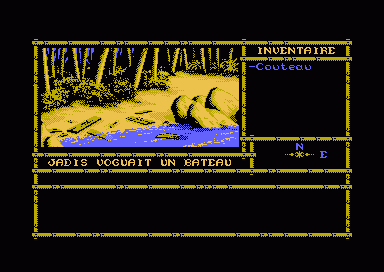 INVENTAIRE
-Couteau
N
E
JADIS VOGUAIT UN BATEAU